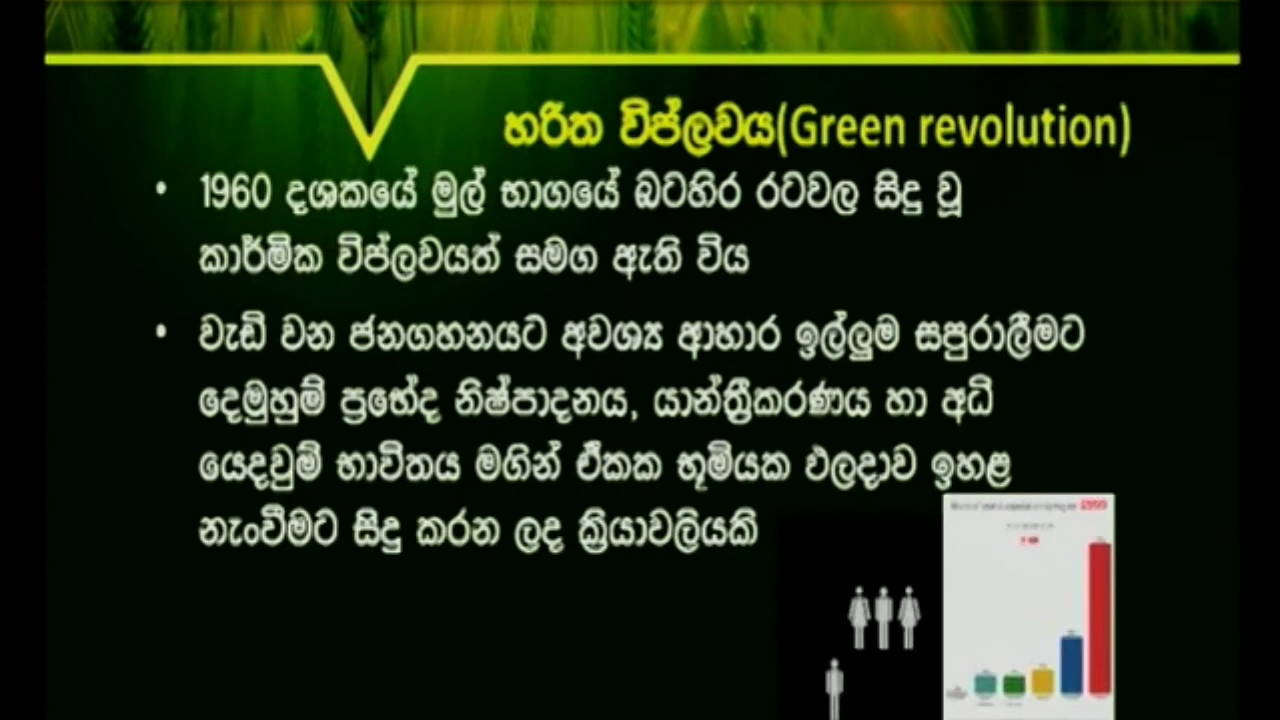 හරිත විප්ලවය(Green revolution)
• 1960 දශකයේ මුල් භාගයේ බටහිර රටවල සිදු වූ
කාර්මික විප්ලවයත් සමග ඇති විය
• වැඩි වන ජනගහනයට අවශ්‍ය ආහාර ඉල්ලුම සපුරාලීමට
දෙමුහුම් ප්‍රභේද නිෂ්පාදනය, යාන්ත්‍රීකරණය හා අධි
යෙදවුම් භාවිතය මගින් ඒකක භූමියක ඵලදාව ඉහළ
නැංවීමට සිදු කරන ලද ක්‍රියාවලියකි